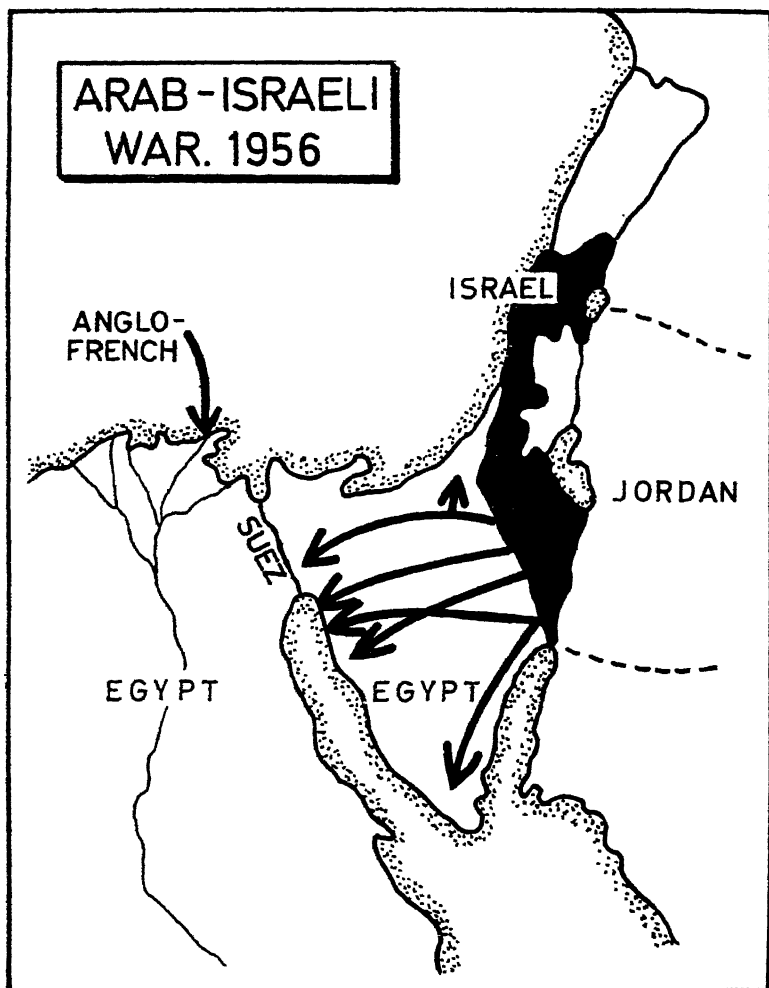 ARAB-ISRAELI
WAR. 1956
ISRAEL
ANGLO-
FRENCH
JORDAN
SUEZ
EGYPT
EGYPT